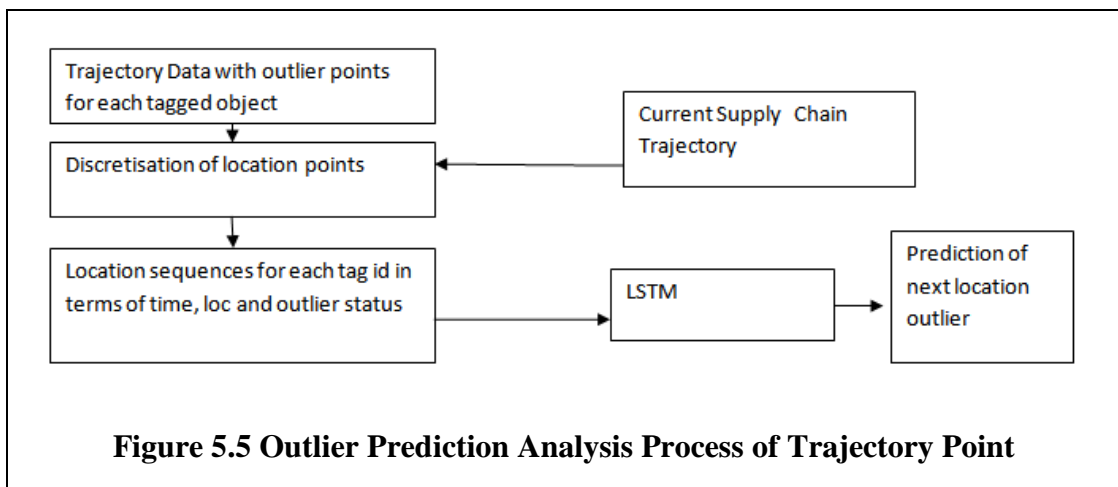 Trajectory Data with outlier points
for each tagged object
Current Supply Chain
Trajectory
Discretisation of location points
Location sequences for each tag id in
terms of time, loc and outlier status
LSTM
Prediction of
next location
outlier
Figure 5.5 Outlier Prediction Analysis Process of Trajectory Point